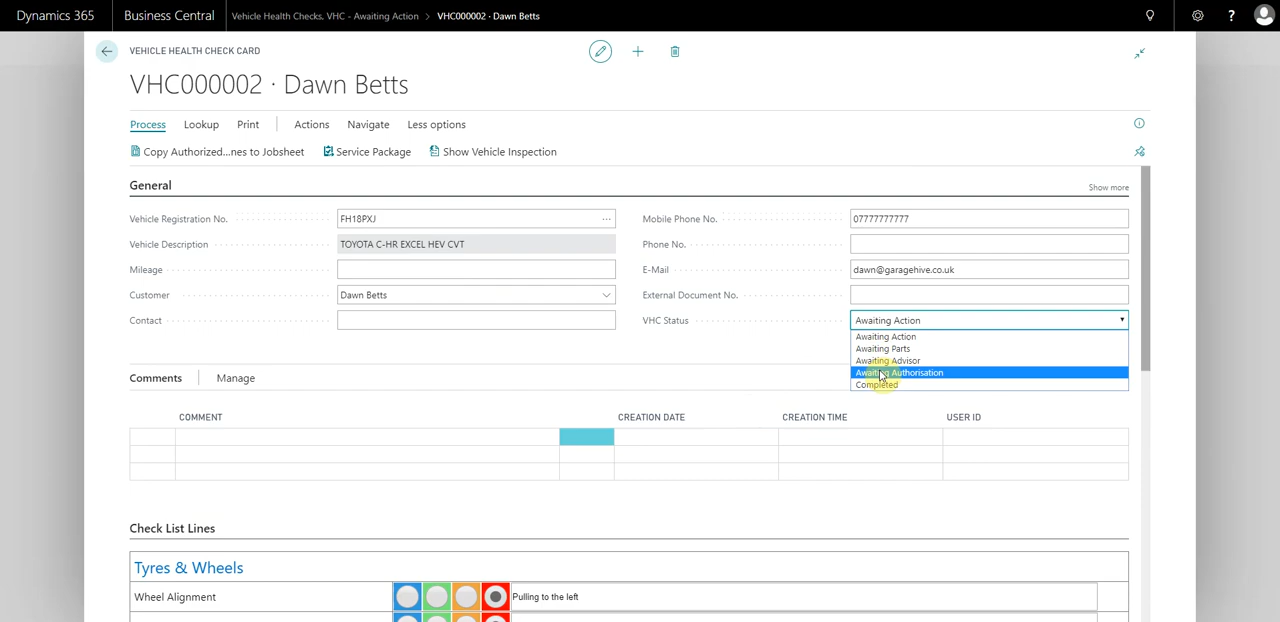 Dynamics 365 Business Central Vehicle Health Checks, VHC - Awaiting Action > VHC000002 · Dawn Betts ?
VEHICLE HEALTH CHECK CARD
VHC000002 · Dawn Betts
Process Lookup Print Actions Navigate Less options
Copy Authorized...nes to Jobsheet Service Package Show Vehicle Inspection
General Show more
Vehicle Registration No. FH18PXJ ... Mobile Phone No. 07777777777
Vehicle Description TOYOTA C-HR EXCEL HEV CVT Phone No.
Mileage E-Mail dawn@garagehive.co.uk
Customer Dawn Betts External Document No.
Contact VHC Status Awaiting Action
Awaiting Action
Awaiting Parts
Awaiting Advisor
Awaiting Authorisation
Completed
Comments Manage
COMMENT CREATION DATE CREATION TIME USER ID
Check List Lines
Tyres & Wheels
Wheel Alignment Pulling to the left